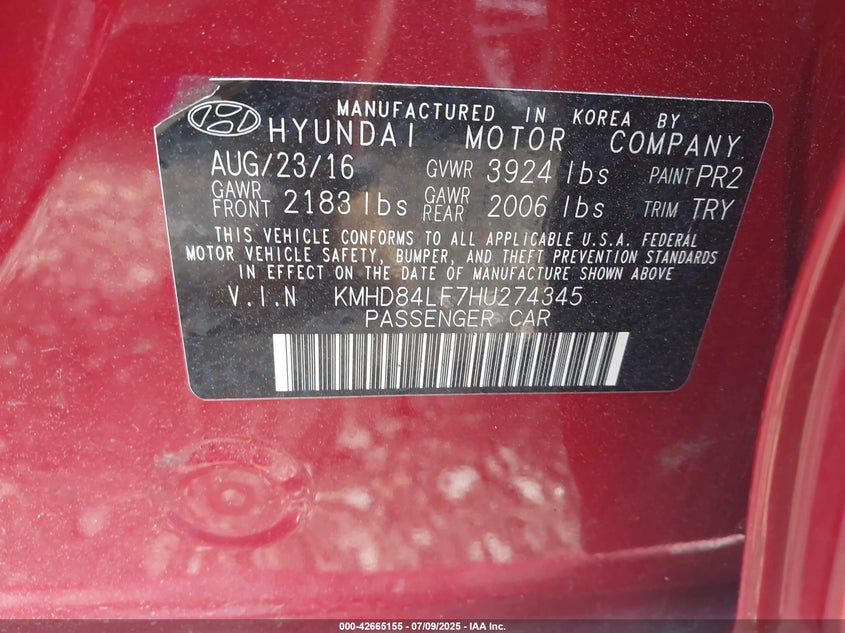 MANUFACTURED IN KOREA BY
HYUNDAI MOTOR COMPANY
AUG/23/16 GVWR 3924 lbs PAINT PR2
GAWR FRONT 2183 lbs GAWR REAR 2006 lbs TRIM TRY
THIS VEHICLE CONFORMS TO ALL APPLICABLE U.S.A. FEDERAL
MOTOR VEHICLE SAFETY, BUMPER, AND THEFT PREVENTION STANDARDS
IN EFFECT ON THE DATE OF MANUFACTURE SHOWN ABOVE
V.I.N KMHD84LF7HU274345
PASSENGER CAR
000-42665155 - 07/09/2025 - IAA Inc.